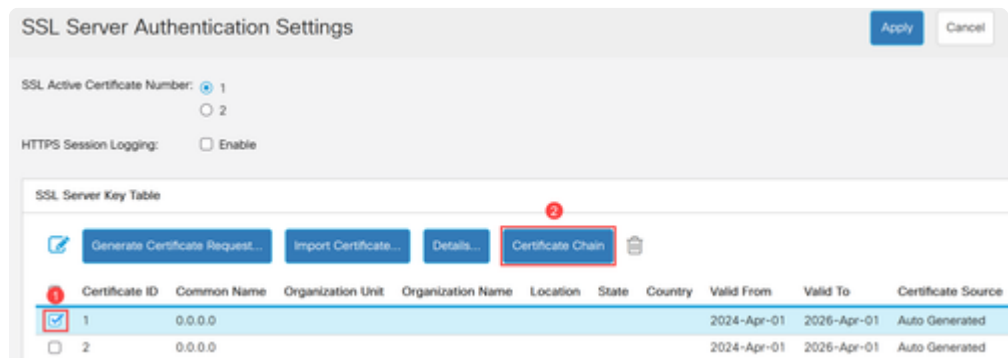 SSL Server Authentication Settings
Apply Cancel
SSL Active Certificate Number: 1
2
HTTPS Session Logging: Enable
SSL Server Key Table
2
Generate Certificate Request... Import Certificate... Details... Certificate Chain
1 Certificate ID Common Name Organization Unit Organization Name Location State Country Valid From Valid To Certificate Source
1 0.0.0.0 2024-Apr-01 2026-Apr-01 Auto Generated
2 0.0.0.0 2024-Apr-01 2026-Apr-01 Auto Generated